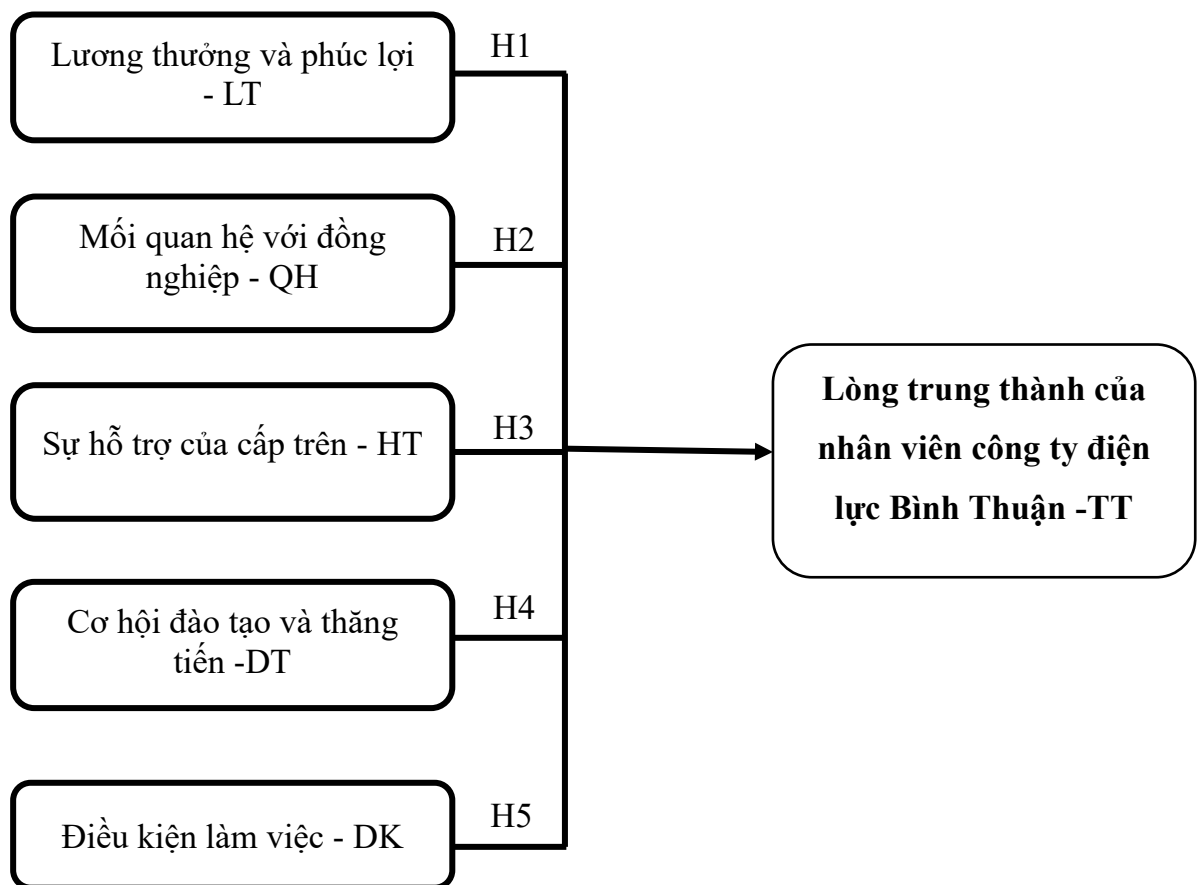 Lương thưởng và phúc lợi
- LT
H1
Mối quan hệ với đồng
nghiệp - QH
H2
Sự hỗ trợ của cấp trên - HT
H3
Cơ hội đào tạo và thăng
tiến -DT
H4
Điều kiện làm việc - DK
H5
Lòng trung thành của
nhân viên công ty điện
lực Bình Thuận -TT